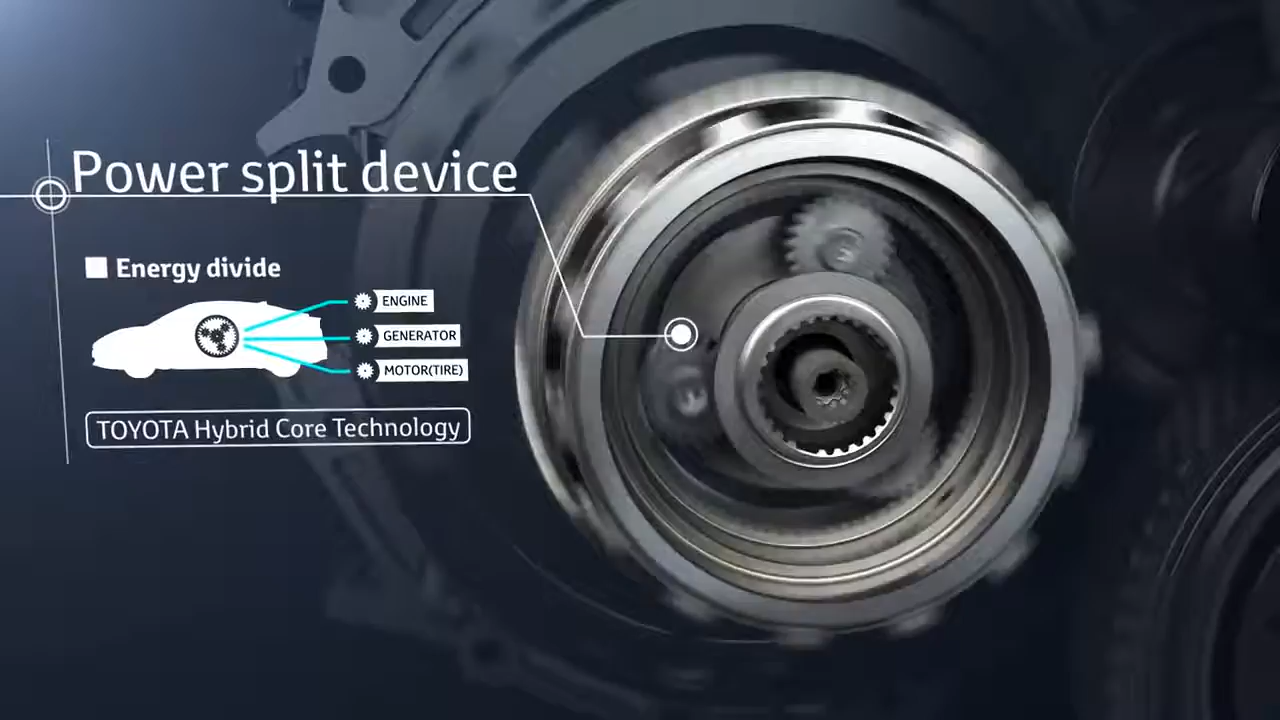 Power split device
Energy divide
ENGINE
GENERATOR
MOTOR(TIRE)
TOYOTA Hybrid Core Technology